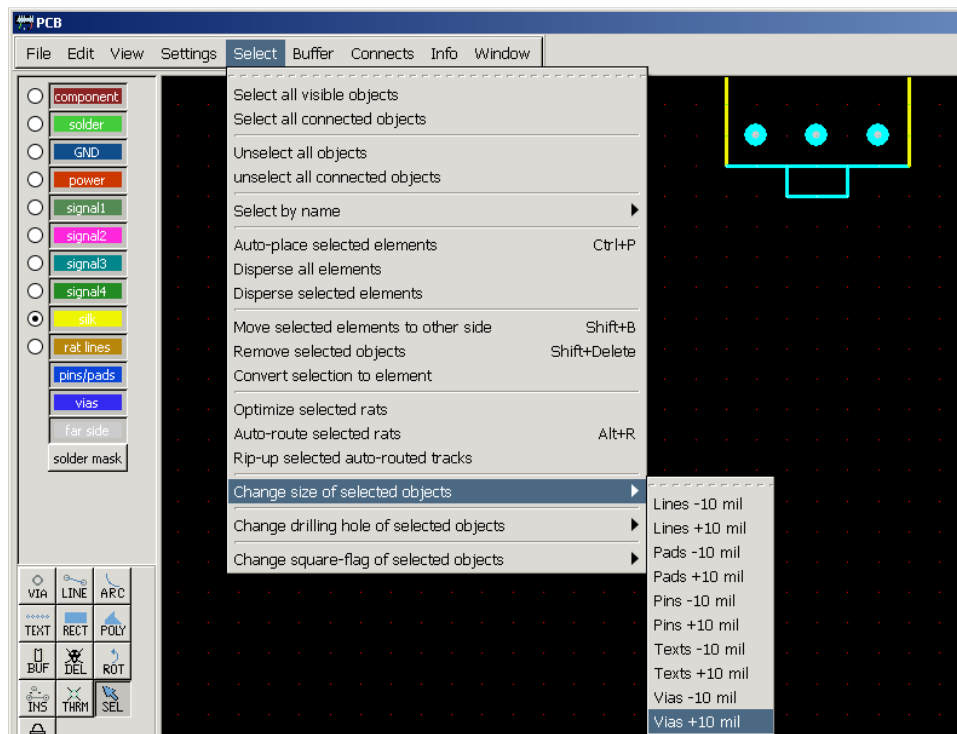 PCB
File Edit View Settings Select Buffer Connects Info Window
component
solder
GND
power
signal1
signal2
signal3
signal4
silk
rat lines
pins/pads
vias
far side
solder mask
VIA LINE ARC
TEXT RECT POLY
BUF DEL ROT
INS THRM SEL
Select all visible objects
Select all connected objects
Unselect all objects
unselect all connected objects
Select by name
Auto-place selected elements Ctrl+P
Disperse all elements
Disperse selected elements
Move selected elements to other side Shift+B
Remove selected objects Shift+Delete
Convert selection to element
Optimize selected rats
Auto-route selected rats Alt+R
Rip-up selected auto-routed tracks
Change size of selected objects
Change drilling hole of selected objects
Change square-flag of selected objects
Lines -10 mil
Lines +10 mil
Pads -10 mil
Pads +10 mil
Pins -10 mil
Pins +10 mil
Texts -10 mil
Texts +10 mil
Vias -10 mil
Vias +10 mil